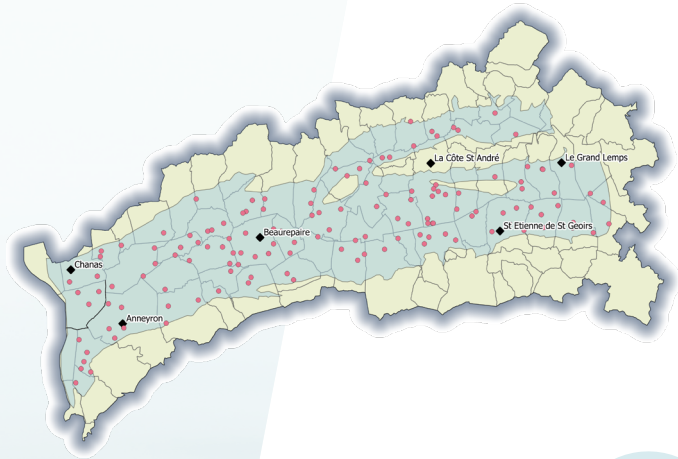 La Côte St André
Le Grand Lemps
St Etienne de St Geoirs
Beaurepaire
Chanas
Anneyron